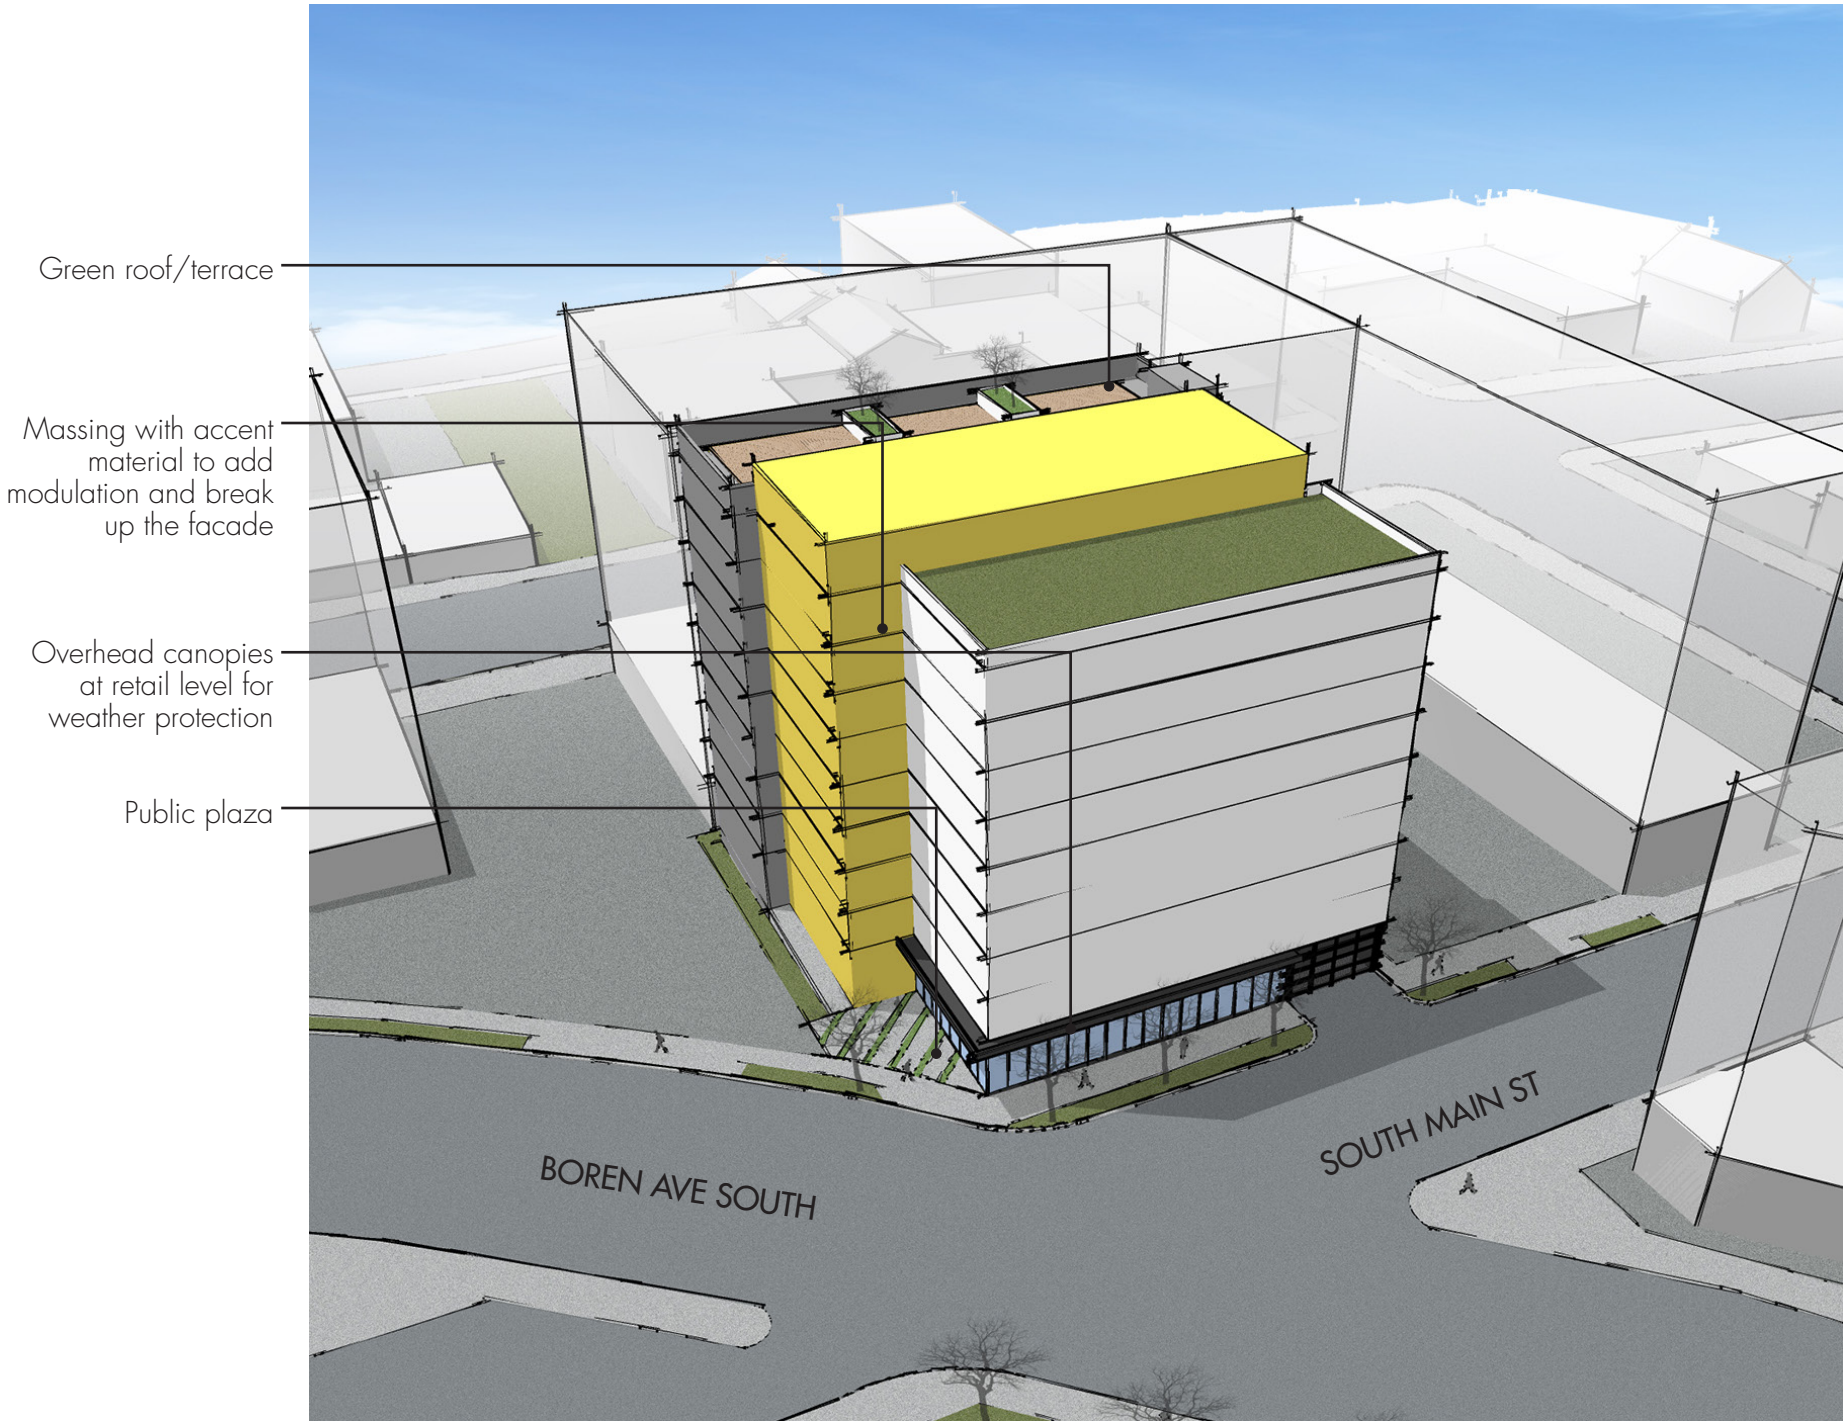 Green roof/terrace
Massing with accent
material to add
modulation and break
up the facade
Overhead canopies
at retail level for
weather protection
Public plaza
BOREN AVE SOUTH
SOUTH MAIN ST